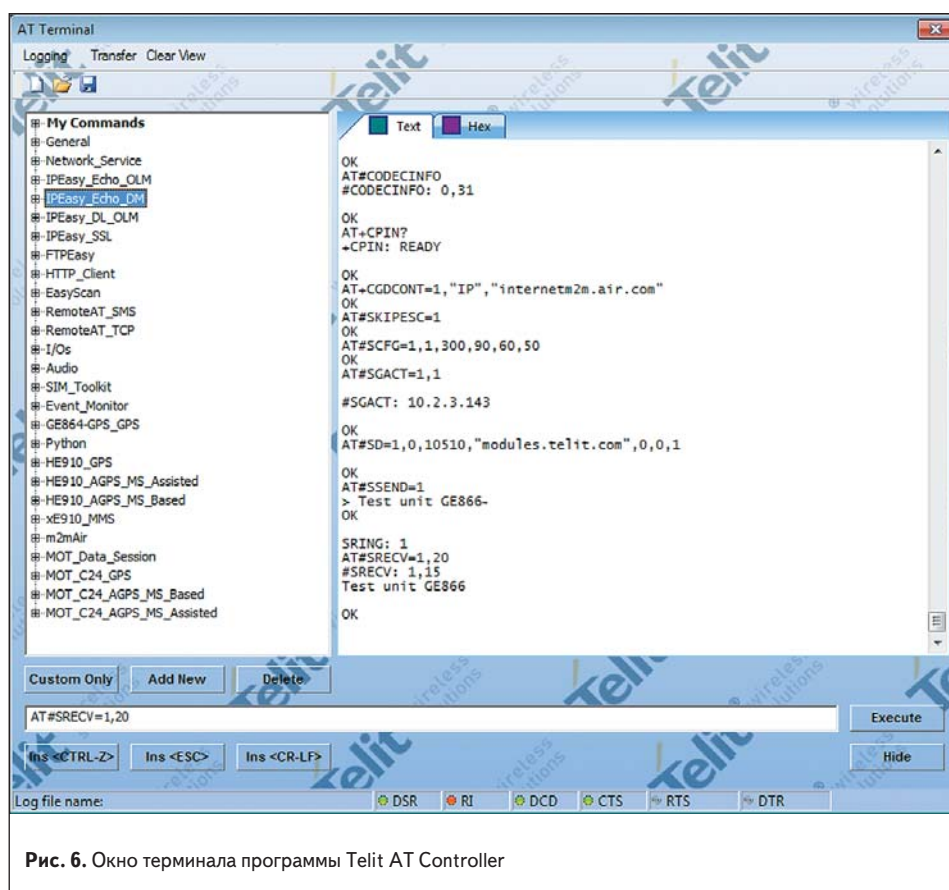 AT Terminal
Logging Transfer Clear View
My Commands
General
Network_Service
IPEasy_Echo_OLM
IPEasy_Echo_DM
IPEasy_DL_OLM
IPEasy_SSL
FTPEasy
HTTP_Client
EasyScan
RemoteAT_SMS
RemoteAT_TCP
I/Os
Audio
SIM_Toolkit
Event_Monitor
GE864-GPS_GPS
Python
HE910_GPS
HE910_AGPS_MS_Assisted
HE910_AGPS_MS_Based
xE910_MMS
m2mAir
MOT_Data_Session
MOT_C24_GPS
MOT_C24_AGPS_MS_Based
MOT_C24_AGPS_MS_Assisted
Text Hex
OK
AT#CODECINFO
#CODECINFO: 0,31
OK
AT+CPIN?
+CPIN: READY
OK
AT+CGDCONT=1,"IP","internetm2m.air.com"
OK
AT#SKIPESC=1
OK
AT#SCFG=1,1,300,90,60,50
OK
AT#SGACT=1,1
#SGACT: 10.2.3.143
OK
AT#SD=1,0,10510,"modules.telit.com",0,0,1
OK
AT#SSEND=1
> Test unit GE866-
OK
SRING: 1
AT#SRECV=1,20
#SRECV: 1,15
Test unit GE866
OK
Custom Only Add New Delete
AT#SRECV=1,20 Execute
Ins <CTRL-Z> Ins <ESC> Ins <CR-LF> Hide
Log file name: DSR RI DCD CTS RTS DTR
Telit wireless solutions
Рис. 6. Окно терминала программы Telit AT Controller